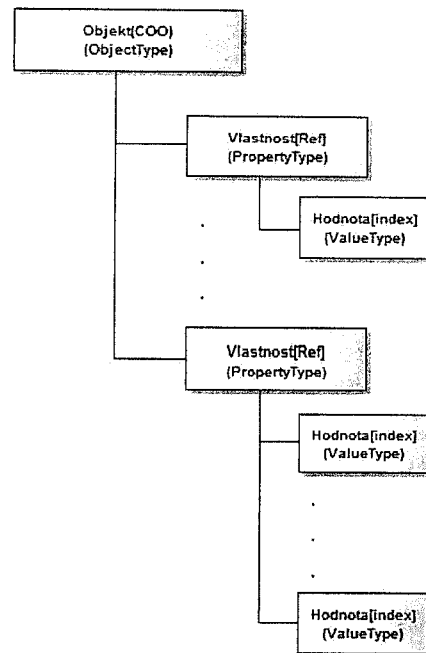 Objekt(COO)
(ObjectType)
Vlastnost[Ref]
(PropertyType)
Hodnota[index]
(ValueType)
Vlastnost[Ref]
(PropertyType)
Hodnota[index]
(ValueType)
Hodnota[index]
(ValueType)